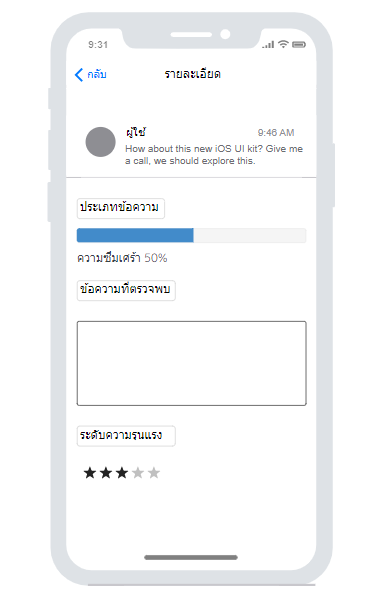 9:31
กลับ
รายละเอียด
ผู้ใช้
9:46 AM
How about this new iOS UI kit? Give me
a call, we should explore this.
ประเภทข้อความ
ความซึมเศร้า 50%
ข้อความที่ตรวจพบ
ระดับความรุนแรง